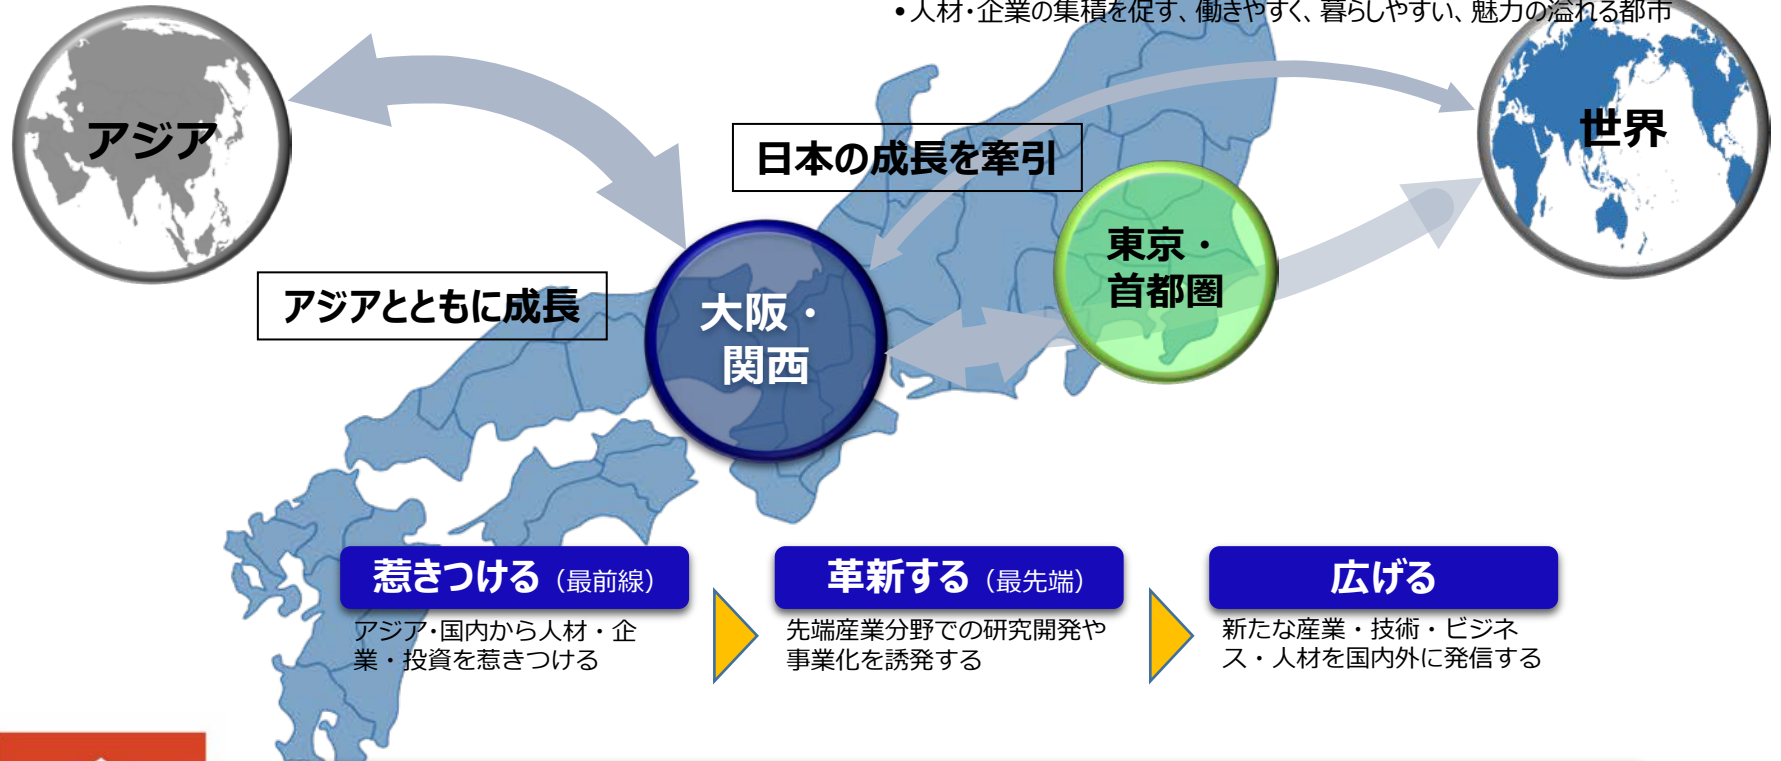 •人材・企業の集積を促す、働きやすく、暮らしやすい、魅力の溢れる都市
アジア
世界
日本の成長を牽引
東京・
首都圏
アジアとともに成長
大阪・
関西
惹きつける（最前線）
アジア・国内から人材・企
業・投資を惹きつける
革新する（最先端）
先端産業分野での研究開発や
事業化を誘発する
広げる
新たな産業・技術・ビジネ
ス・人材を国内外に発信する